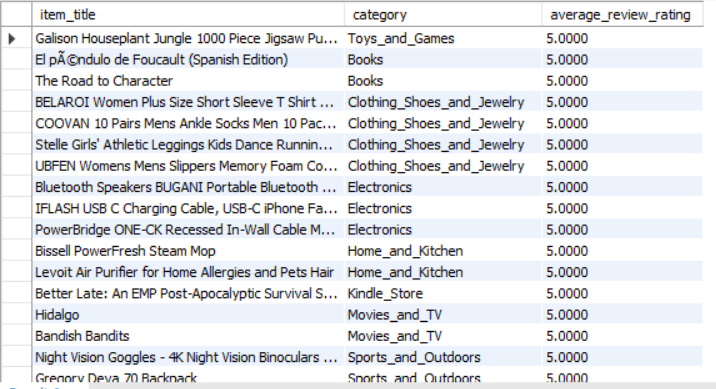 item_title category average_review_rating
Galison Houseplant Jungle 1000 Piece Jigsaw Pu... Toys_and_Games 5.0000
El pÃ©ndulo de Foucault (Spanish Edition) Books 5.0000
The Road to Character Books 5.0000
BELAROI Women Plus Size Short Sleeve T Shirt ... Clothing_Shoes_and_Jewelry 5.0000
COOVAN 10 Pairs Mens Ankle Socks Men 10 Pac... Clothing_Shoes_and_Jewelry 5.0000
Stelle Girls' Athletic Leggings Kids Dance Runnin... Clothing_Shoes_and_Jewelry 5.0000
UBFEN Womens Mens Slippers Memory Foam Co... Clothing_Shoes_and_Jewelry 5.0000
Bluetooth Speakers BUGANI Portable Bluetooth ... Electronics 5.0000
IFLASH USB C Charging Cable, USB-C iPhone Fa... Electronics 5.0000
PowerBridge ONE-CK Recessed In-Wall Cable M... Electronics 5.0000
Bissell PowerFresh Steam Mop Home_and_Kitchen 5.0000
Levoit Air Purifier for Home Allergies and Pets Hair Home_and_Kitchen 5.0000
Better Late: An EMP Post-Apocalyptic Survival S... Kindle_Store 5.0000
Hidalgo Movies_and_TV 5.0000
Bandish Bandits Movies_and_TV 5.0000
Night Vision Goggles - 4K Night Vision Binoculars ... Sports_and_Outdoors 5.0000
Gregory Deva 70 Backpack Sports_and_Outdoors 5.0000